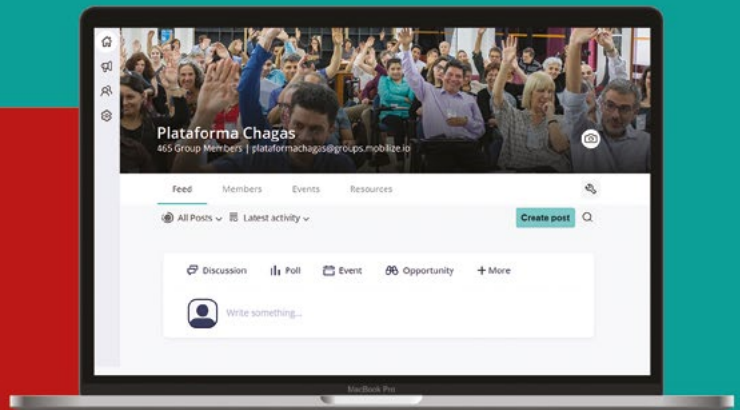 Plataforma Chagas
465 Group Members | plataformachagas@groups.mobilize.io
Feed Members Events Resources
All Posts Latest activity Create post
Discussion Poll Event Opportunity + More
Write something...
MacBook Pro